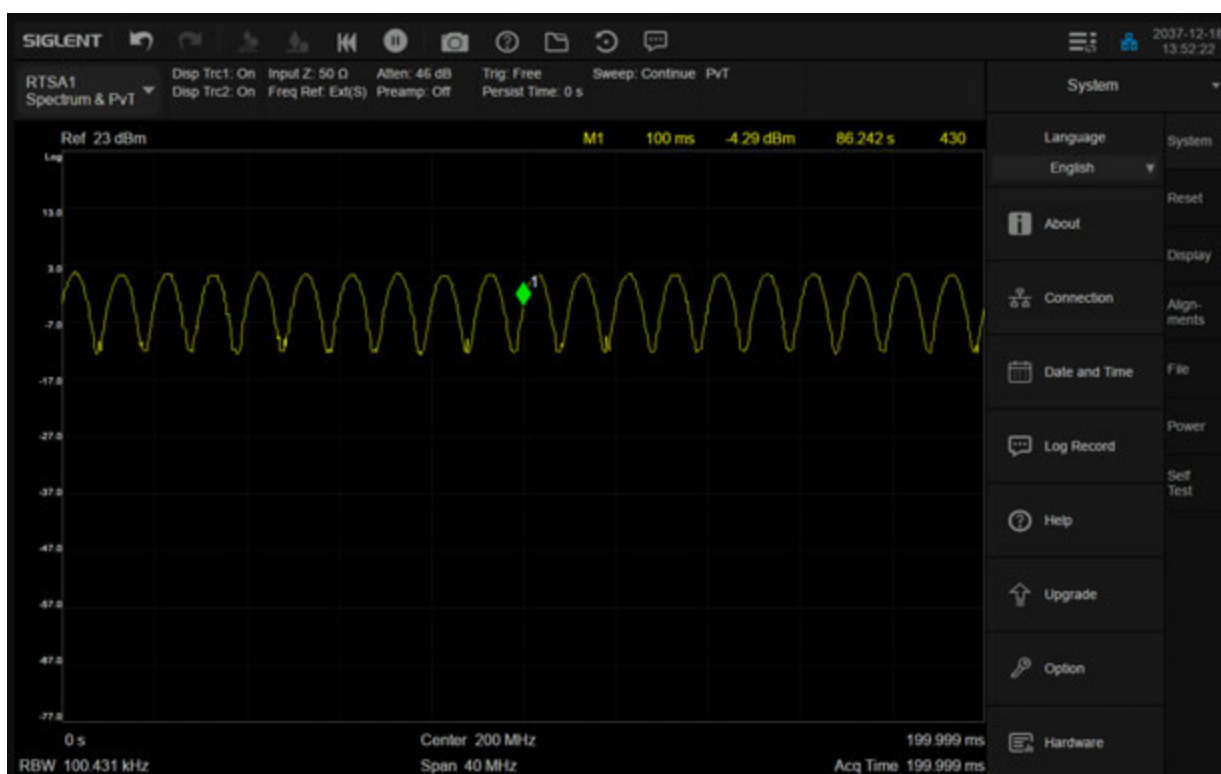 SIGLENT
2037-12-18
13:52:22
RTSA1
Spectrum & PvT
Disp Trc1: On Input Z: 50 Ω Atten: 46 dB Trig: Free Sweep: Continue PvT
Disp Trc2: On Freq Ref: Ext(S) Preamp: Off Persist Time: 0 s
System
Ref 23 dBm
M1 100 ms -4.29 dBm 86.242 s 430
Log
13.0
3.0
-7.0
-17.0
-27.0
-37.0
-47.0
-57.0
-67.0
-77.0
1
0 s Center 200 MHz 199.999 ms
RBW 100.431 kHz Span 40 MHz Acq Time 199.999 ms
Language
English
About
Connection
Date and Time
Log Record
Help
Upgrade
Option
Hardware
System
Reset
Display
Align-
ments
File
Power
Self
Test